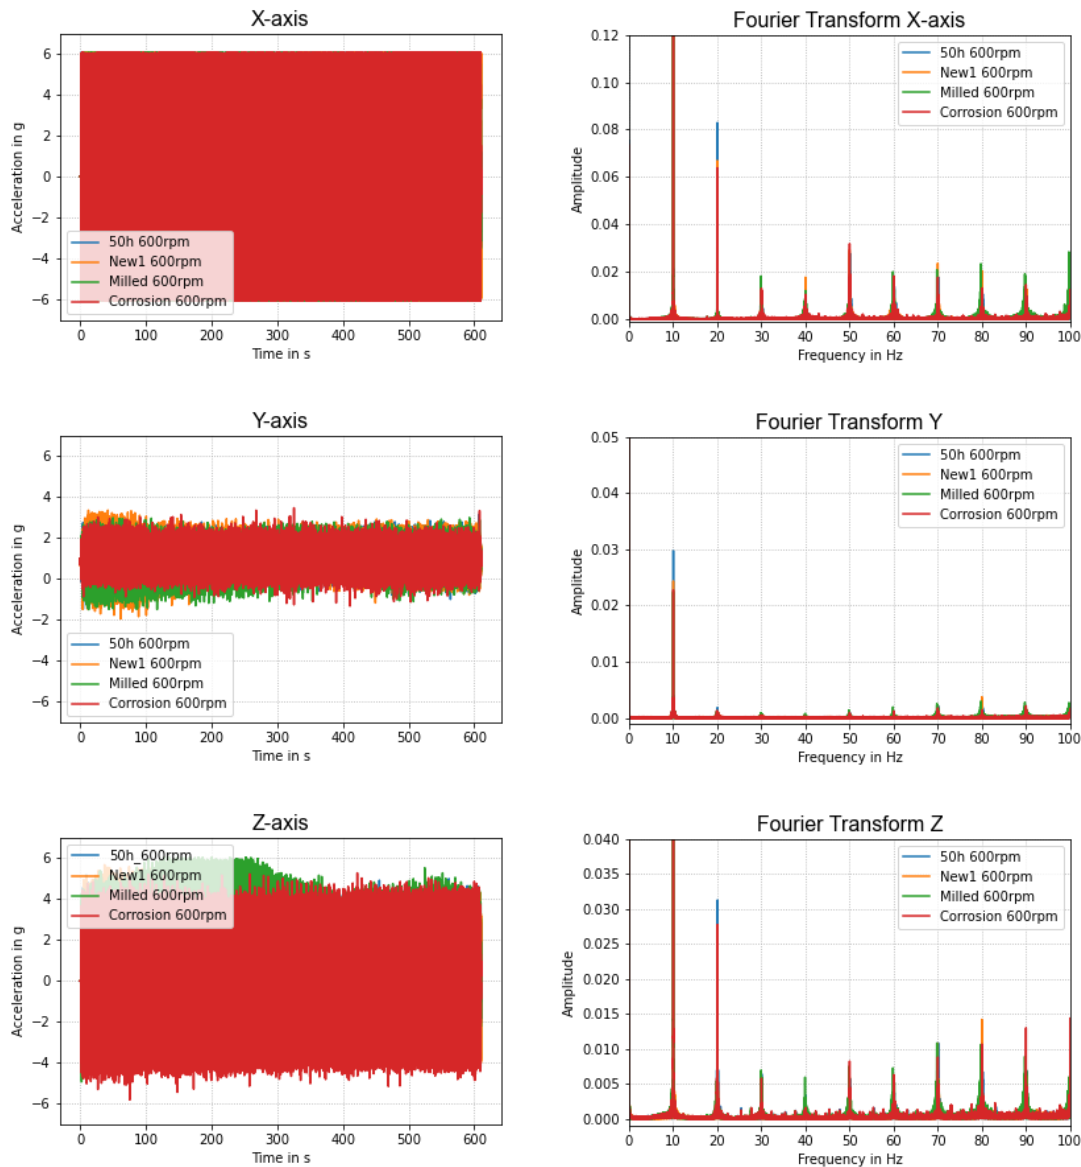 X-axis
Acceleration in g
6
4
2
0
−2
−4
−6
50h 600rpm
New1 600rpm
Milled 600rpm
Corrosion 600rpm
0 100 200 300 400 500 600
Time in s
Fourier Transform X-axis
Amplitude
0.12
0.10
0.08
0.06
0.04
0.02
0.00
50h 600rpm
New1 600rpm
Milled 600rpm
Corrosion 600rpm
0 10 20 30 40 50 60 70 80 90 100
Frequency in Hz
Y-axis
Acceleration in g
6
4
2
0
−2
−4
−6
50h 600rpm
New1 600rpm
Milled 600rpm
Corrosion 600rpm
0 100 200 300 400 500 600
Time in s
Fourier Transform Y
Amplitude
0.05
0.04
0.03
0.02
0.01
0.00
50h 600rpm
New1 600rpm
Milled 600rpm
Corrosion 600rpm
0 10 20 30 40 50 60 70 80 90 100
Frequency in Hz
Z-axis
Acceleration in g
6
4
2
0
−2
−4
−6
50h_600rpm
New1 600rpm
Milled 600rpm
Corrosion 600rpm
0 100 200 300 400 500 600
Time in s
Fourier Transform Z
Amplitude
0.040
0.035
0.030
0.025
0.020
0.015
0.010
0.005
0.000
50h 600rpm
New1 600rpm
Milled 600rpm
Corrosion 600rpm
0 10 20 30 40 50 60 70 80 90 100
Frequency in Hz